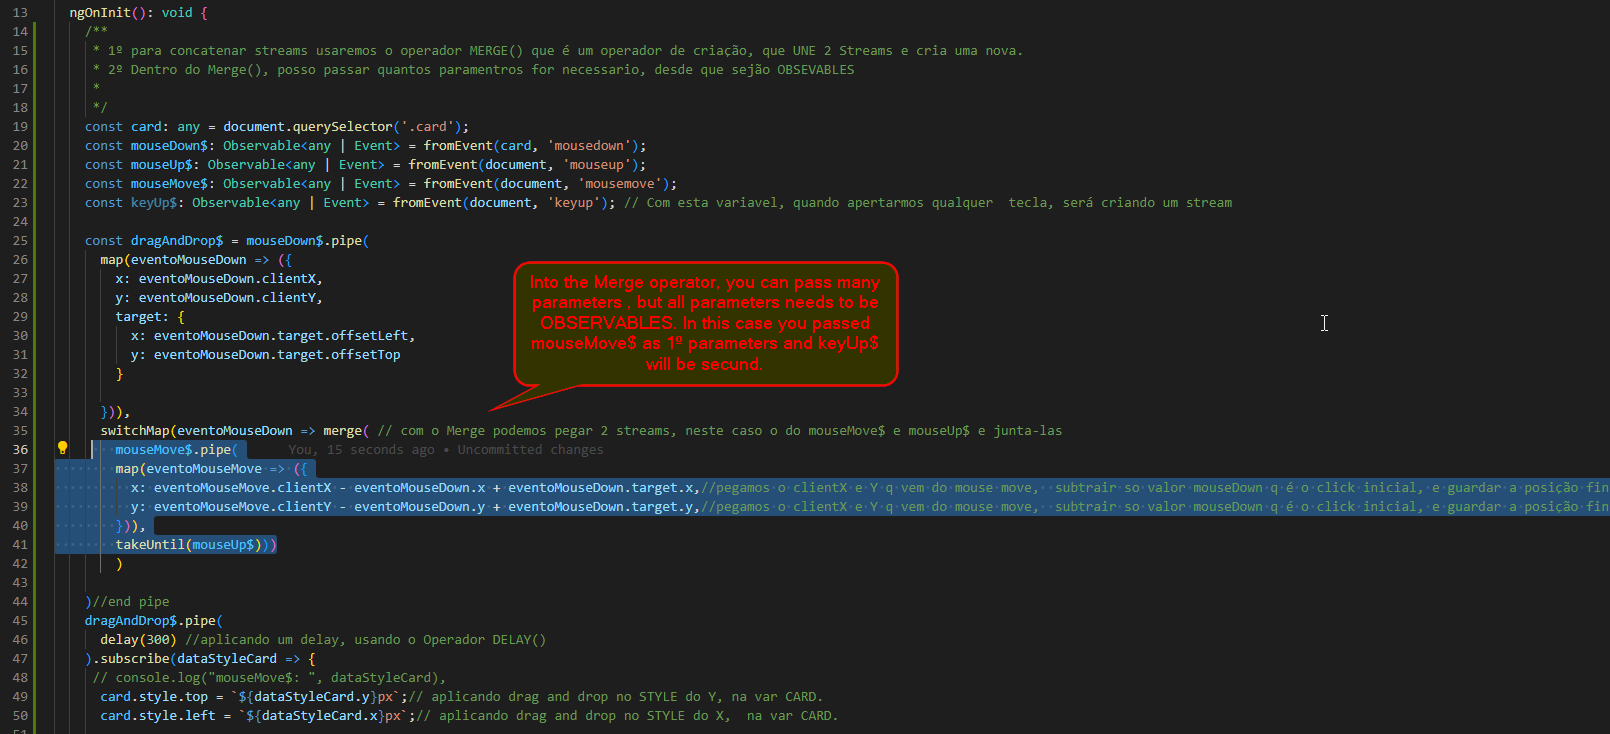 13 ngOnInit(): void {
14 /**
15 * 1º para concatenar streams usaremos o operador MERGE() que é um operador de criação, que UNE 2 Streams e cria uma nova.
16 * 2º Dentro do Merge(), posso passar quantos paramentros for necessario, desde que sejão OBSEVABLES
17 *
18 */
19 const card: any = document.querySelector('.card');
20 const mouseDown$: Observable<any | Event> = fromEvent(card, 'mousedown');
21 const mouseUp$: Observable<any | Event> = fromEvent(document, 'mouseup');
22 const mouseMove$: Observable<any | Event> = fromEvent(document, 'mousemove');
23 const keyUp$: Observable<any | Event> = fromEvent(document, 'keyup'); // Com esta variavel, quando apertarmos qualquer  tecla, será criando um stream
24
25 const dragAndDrop$ = mouseDown$.pipe(
26 map(eventoMouseDown => ({
27 x: eventoMouseDown.clientX,
28 y: eventoMouseDown.clientY,
29 target: {
30 x: eventoMouseDown.target.offsetLeft,
31 y: eventoMouseDown.target.offsetTop
32 }
33
34 })),
Into the Merge operator, you can pass many
parameters , but all parameters needs to be
OBSERVABLES. In this case you passed
mouseMove$ as 1º parameters and keyUp$
will be secund.
35 switchMap(eventoMouseDown => merge( // com o Merge podemos pegar 2 streams, neste caso o do mouseMove$ e mouseUp$ e junta-las
36 mouseMove$.pipe( You, 15 seconds ago • Uncommitted changes
37 map(eventoMouseMove => ({
38 x: eventoMouseMove.clientX - eventoMouseDown.x + eventoMouseDown.target.x,//pegamos o clientX e Y q vem do mouse move,  subtrair so valor mouseDown q é o click inicial, e guardar a posição fin
39 y: eventoMouseMove.clientY - eventoMouseDown.y + eventoMouseDown.target.y,//pegamos o clientX e Y q vem do mouse move,  subtrair so valor mouseDown q é o click inicial, e guardar a posição fin
40 })),
41 takeUntil(mouseUp$)))
42 )
43
44 )//end pipe
45 dragAndDrop$.pipe(
46 delay(300) //aplicando um delay, usando o Operador DELAY()
47 ).subscribe(dataStyleCard => {
48 // console.log("mouseMove$: ", dataStyleCard),
49 card.style.top = `${dataStyleCard.y}px`;// aplicando drag and drop no STYLE do Y, na var CARD.
50 card.style.left = `${dataStyleCard.x}px`;// aplicando drag and drop no STYLE do X,  na var CARD.